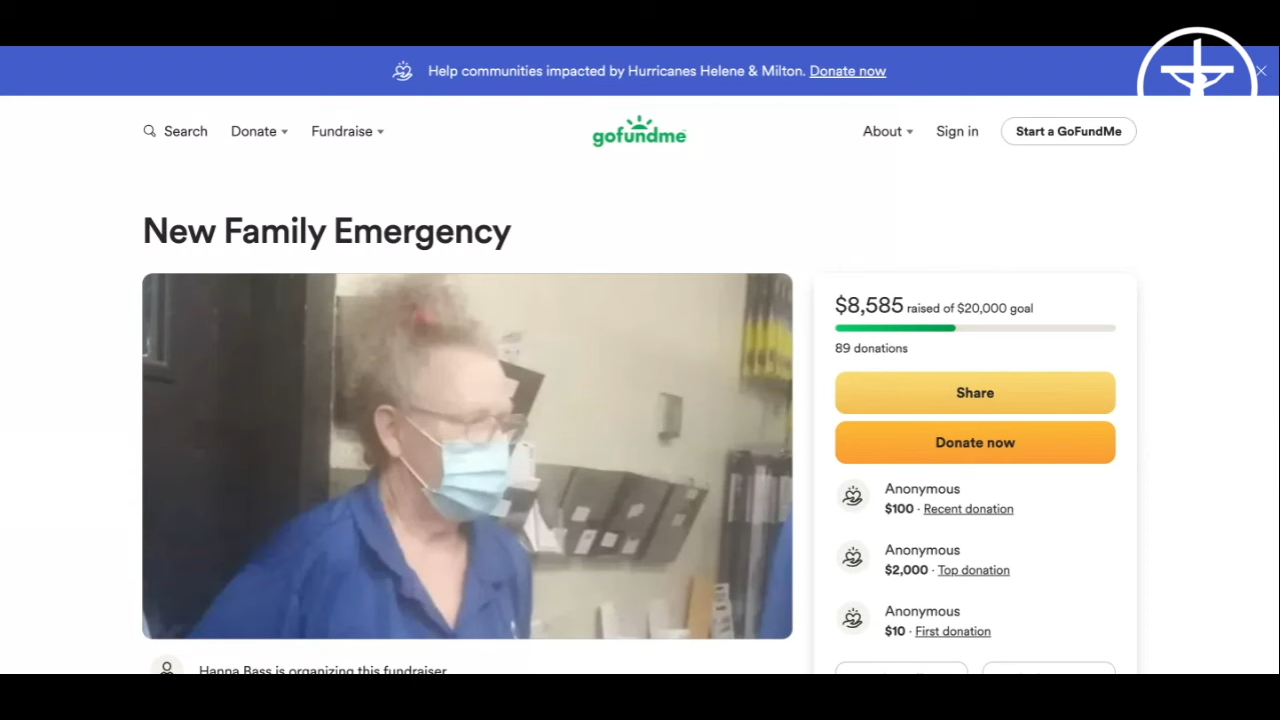 Help communities impacted by Hurricanes Helene & Milton. Donate now
Search Donate Fundraise gofundme About Sign in Start a GoFundMe
New Family Emergency
$8,585 raised of $20,000 goal
89 donations
Share
Donate now
Anonymous
$100 · Recent donation
Anonymous
$2,000 · Top donation
Anonymous
$10 · First donation
Hanna Bass is organizing this fundraiser